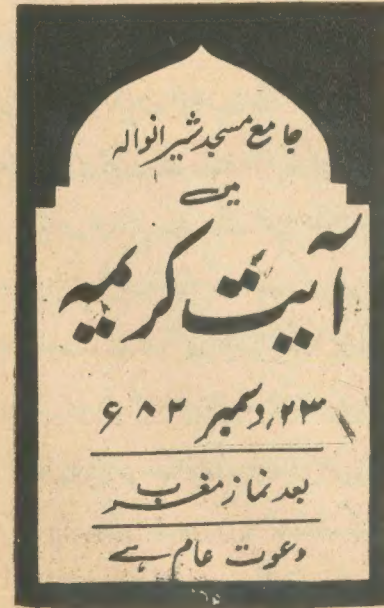 جامع مسجد شیرانوالہ
میں
آیت کریمہ
۲۳، دسمبر ۸۲ء
بعد نماز مغرب
دعوت عام ہے